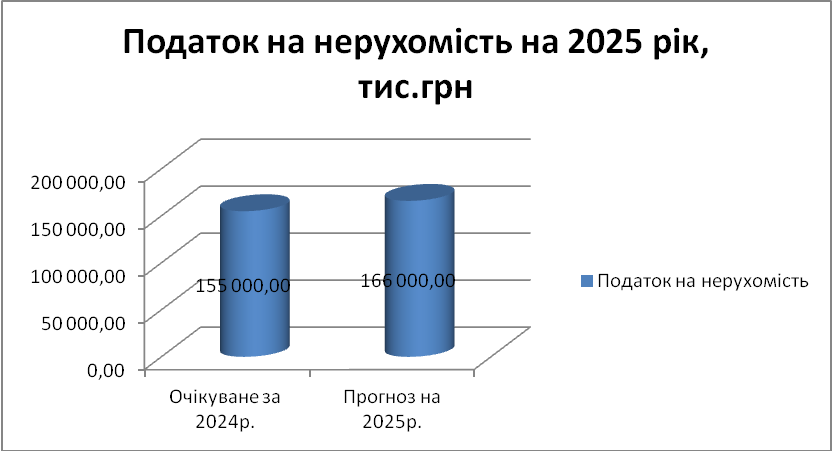 Податок на нерухомість на 2025 рік,
тис.грн
200 000,00
150 000,00
100 000,00
50 000,00
0,00
155 000,00
166 000,00
Очікуване за
2024р.
Прогноз на
2025р.
Податок на нерухомість